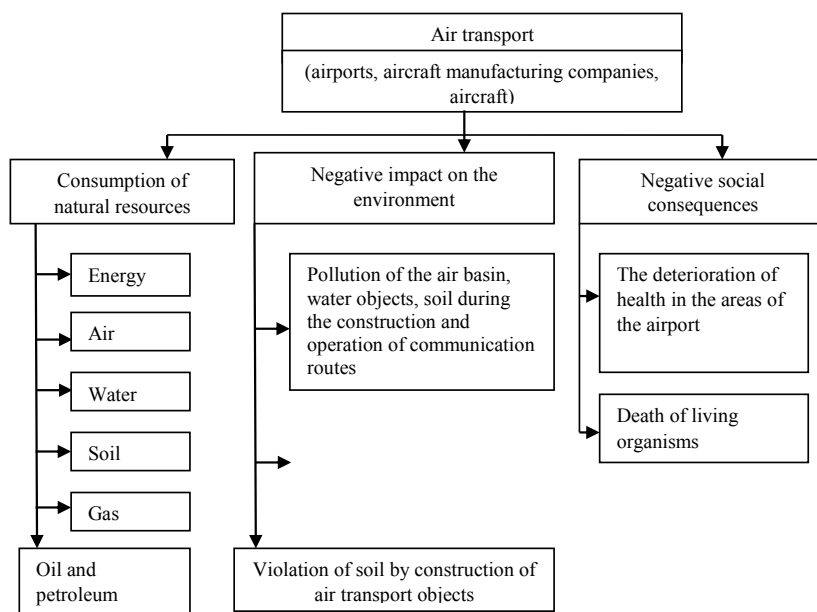 Air transport
(airports, aircraft manufacturing companies,
aircraft)
Consumption of
natural resources
Negative impact on the
environment
Negative social
consequences
Energy
Air
Water
Soil
Gas
Oil and
petroleum
Pollution of the air basin,
water objects, soil during
the construction and
operation of communication
routes
Violation of soil by construction of
air transport objects
The deterioration of
health in the areas of
the airport
Death of living
organisms